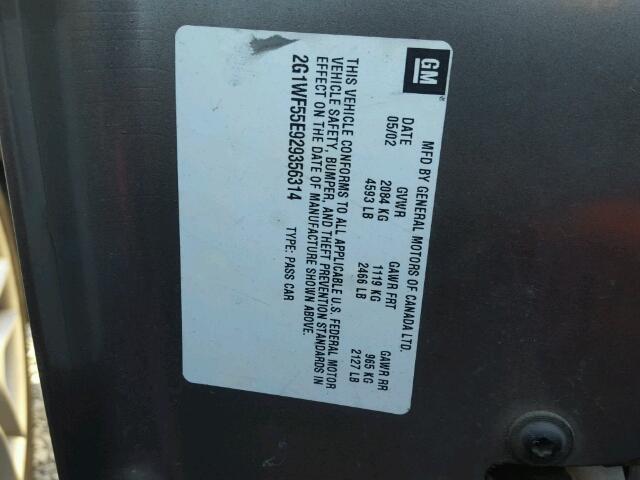 GM
MFD BY GENERAL MOTORS OF CANADA LTD.
DATE GVWR GAWR FRT GAWR RR
05/02 2084 KG 1119 KG 965 KG
4593 LB 2466 LB 2127 LB
THIS VEHICLE CONFORMS TO ALL APPLICABLE U.S. FEDERAL MOTOR
VEHICLE SAFETY, BUMPER, AND THEFT PREVENTION STANDARDS IN
EFFECT ON THE DATE OF MANUFACTURE SHOWN ABOVE.
2G1WF55E929356314 TYPE: PASS CAR